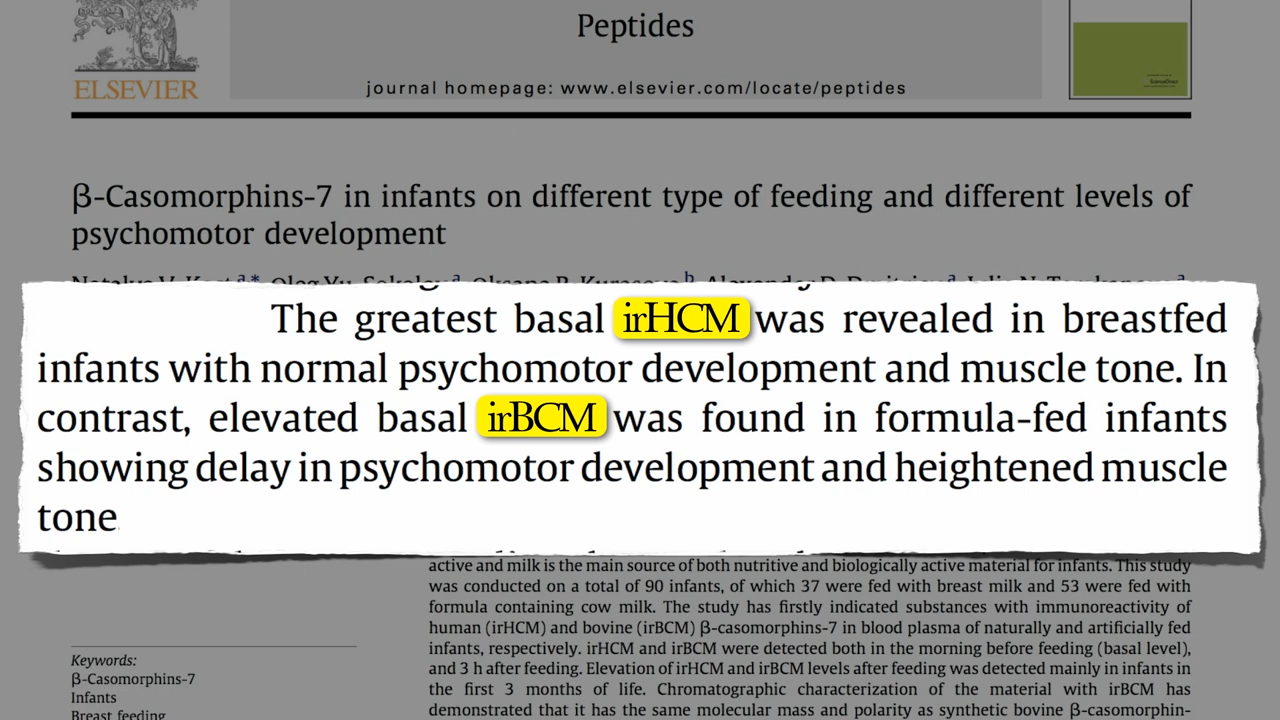 Peptides
journal homepage: www.elsevier.com/locate/peptides
ELSEVIER
β-Casomorphins-7 in infants on different type of feeding and different levels of
psychomotor development
The greatest basal irHCM was revealed in breastfed
infants with normal psychomotor development and muscle tone. In
contrast, elevated basal irBCM was found in formula-fed infants
showing delay in psychomotor development and heightened muscle
tone
active and milk is the main source of both nutritive and biologically active material for infants. This study
was conducted on a total of 90 infants, of which 37 were fed with breast milk and 53 were fed with
formula containing cow milk. The study has firstly indicated substances with immunoreactivity of
human (irHCM) and bovine (irBCM) β-casomorphins-7 in blood plasma of naturally and artificially fed
infants, respectively. irHCM and irBCM were detected both in the morning before feeding (basal level),
and 3 h after feeding. Elevation of irHCM and irBCM levels after feeding was detected mainly in infants in
the first 3 months of life. Chromatographic characterization of the material with irBCM has
demonstrated that it has the same molecular mass and polarity as synthetic bovine β-casomorphin-
Keywords:
β-Casomorphins-7
Infants
Breast feeding